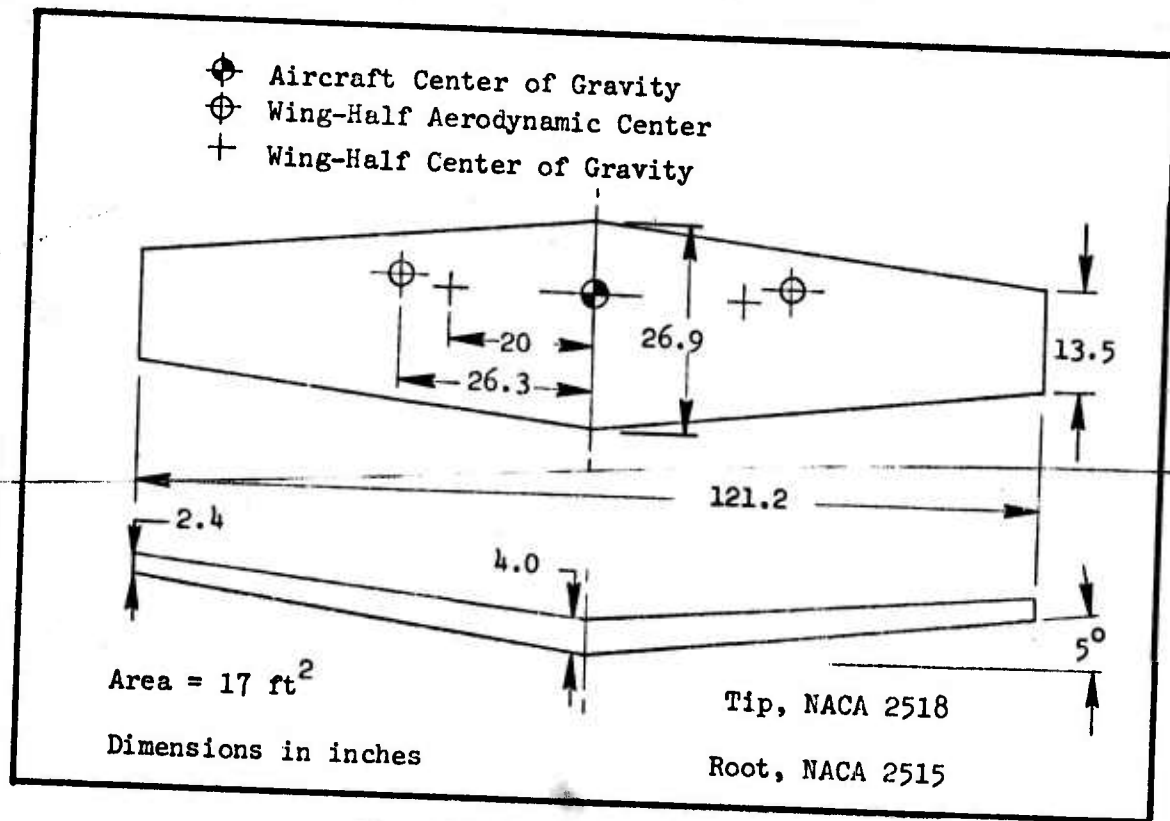 Aircraft Center of Gravity
Wing-Half Aerodynamic Center
Wing-Half Center of Gravity
20
26.9
13.5
26.3
121.2
2.4
4.0
5°
Area = 17 ft²
Tip, NACA 2518
Dimensions in inches
Root, NACA 2515